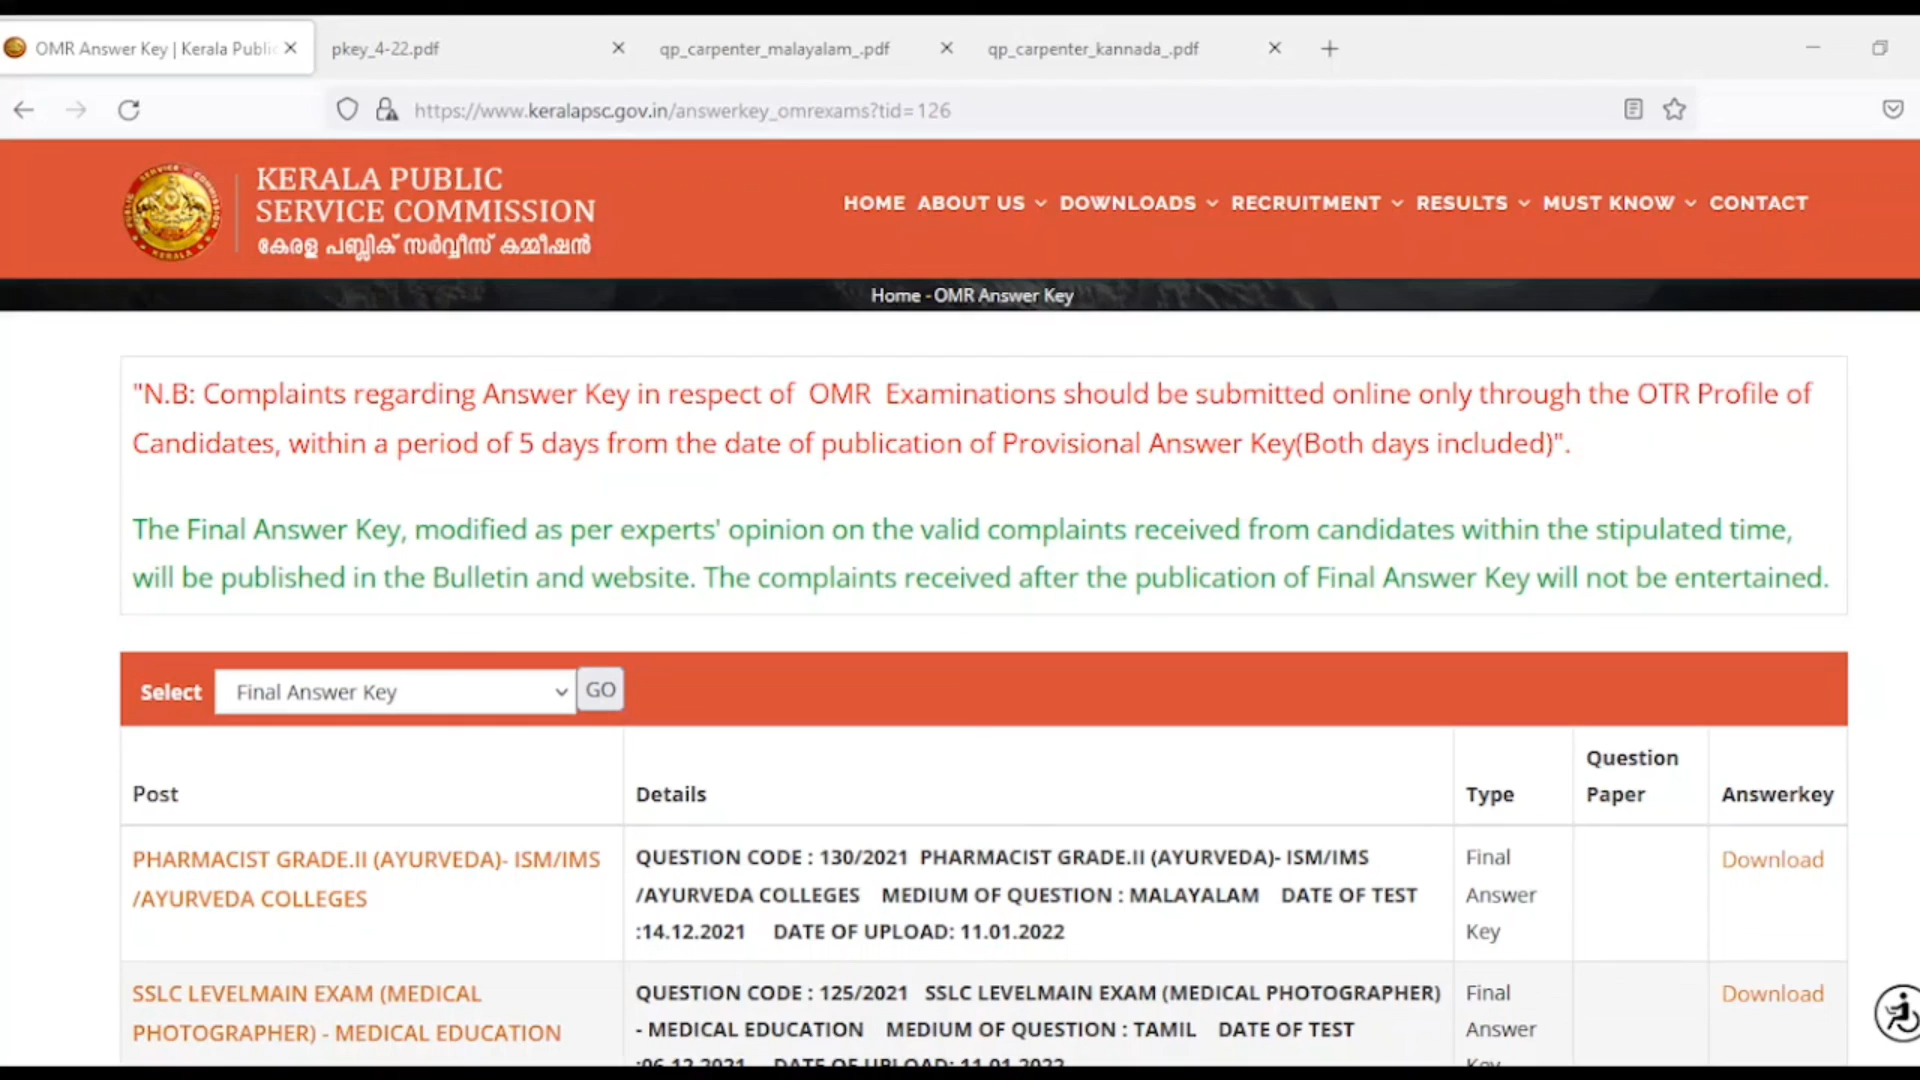 OMR Answer Key | Kerala Public
pkey_4-22.pdf
qp_carpenter_malayalam_.pdf
qp_carpenter_kannada_.pdf
https://www.keralapsc.gov.in/answerkey_omrexams?tid=126
KERALA PUBLIC
SERVICE COMMISSION
കേരള പബ്ലിക് സർവ്വീസ് കമ്മീഷൻ
HOME ABOUT US DOWNLOADS RECRUITMENT RESULTS MUST KNOW CONTACT
Home - OMR Answer Key
"N.B: Complaints regarding Answer Key in respect of OMR Examinations should be submitted online only through the OTR Profile of
Candidates, within a period of 5 days from the date of publication of Provisional Answer Key(Both days included)".
The Final Answer Key, modified as per experts' opinion on the valid complaints received from candidates within the stipulated time,
will be published in the Bulletin and website. The complaints received after the publication of Final Answer Key will not be entertained.
Select Final Answer Key GO
Post Details Type Question Paper Answerkey
PHARMACIST GRADE.II (AYURVEDA)- ISM/IMS
/AYURVEDA COLLEGES
QUESTION CODE : 130/2021 PHARMACIST GRADE.II (AYURVEDA)- ISM/IMS
/AYURVEDA COLLEGES MEDIUM OF QUESTION : MALAYALAM DATE OF TEST
:14.12.2021 DATE OF UPLOAD: 11.01.2022
Final
Answer
Key
Download
SSLC LEVELMAIN EXAM (MEDICAL
PHOTOGRAPHER) - MEDICAL EDUCATION
QUESTION CODE : 125/2021 SSLC LEVELMAIN EXAM (MEDICAL PHOTOGRAPHER)
- MEDICAL EDUCATION MEDIUM OF QUESTION : TAMIL DATE OF TEST
:06.12.2021 DATE OF UPLOAD: 11.01.2022
Final
Answer
Key
Download